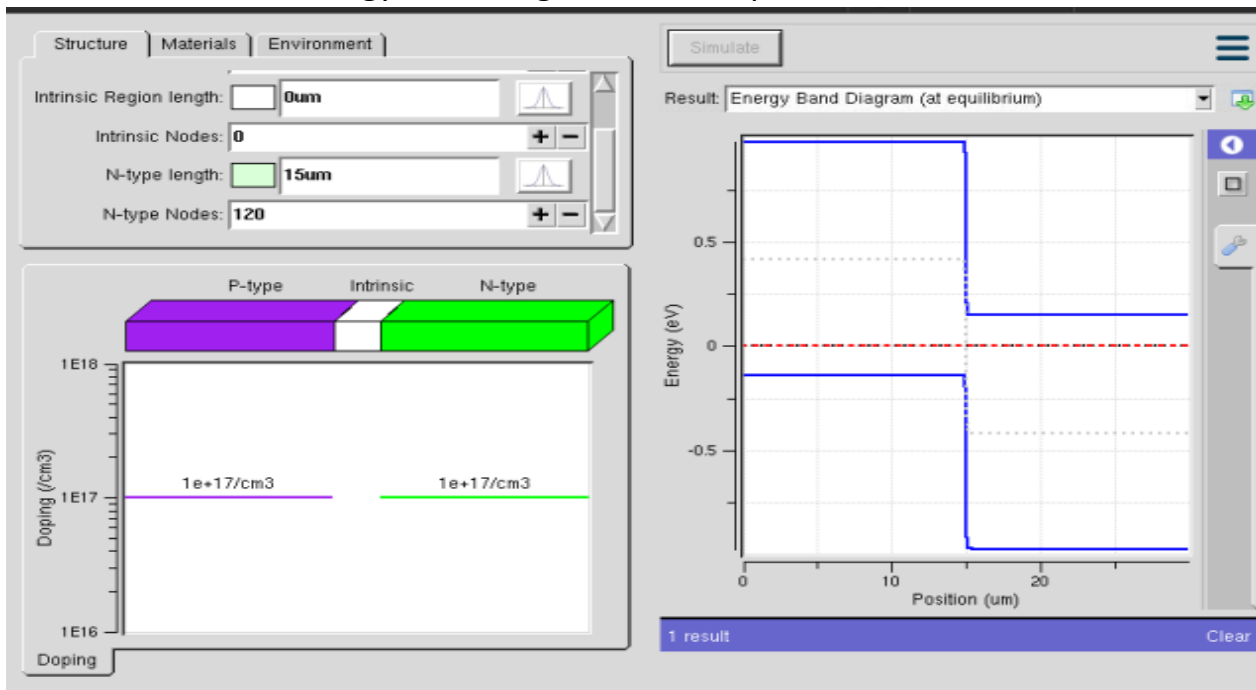 Structure
Materials
Environment
Intrinsic Region length: 0um
Intrinsic Nodes: 0
N-type length: 15um
N-type Nodes: 120
P-type
Intrinsic
N-type
1E18
1E17
1E16
Doping (/cm3)
1e+17/cm3
1e+17/cm3
Doping
Simulate
Result: Energy Band Diagram (at equilibrium)
0.5
0
-0.5
Energy (eV)
0
10
20
Position (um)
1 result
Clear